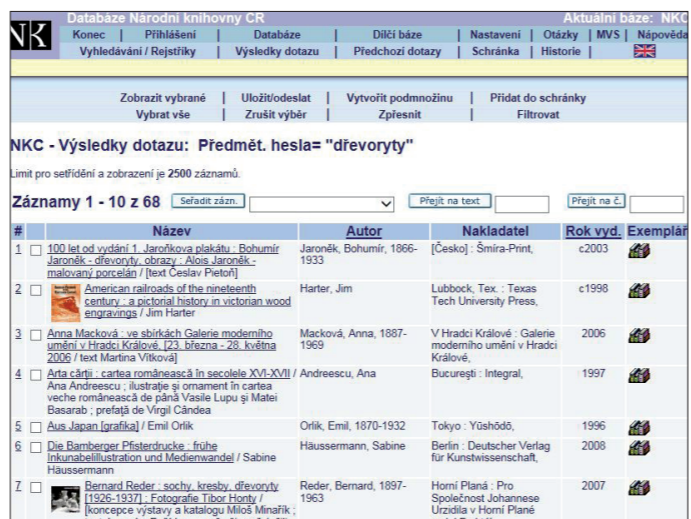 Databáze Národní knihovny ČR Aktuální báze: NKC
NK
Konec | Přihlášení | Databáze | Dílčí báze | Nastavení | Otázky | MVS | Nápověda
Vyhledávání / Rejstříky | Výsledky dotazu | Předchozí dotazy | Schránka | Historie |
Zobrazit vybrané | Uložit/odeslat | Vytvořit podmnožinu | Přidat do schránky
Vybrat vše | Zrušit výběr | Zpřesnit | Filtrovat
NKC - Výsledky dotazu: Předmět. hesla= "dřevoryty"
Limit pro setřídění a zobrazení je 2500 záznamů.
Záznamy 1 - 10 z 68 Seřadit zázn. Přejít na text Přejít na č.
# Název Autor Nakladatel Rok vyd. Exemplář
1 100 let od vydání 1. Jaroňkova plakátu : Bohumír Jaroněk, Bohumír, 1866- [Česko] : Šmíra-Print, c2003
Jaroněk - dřevoryty, obrazy : Alois Jaroněk - 1933
malovaný porcelán / [text Česlav Pietoň]
2 American railroads of the nineteenth Harter, Jim Lubbock, Tex. : Texas c1998
century : a pictorial history in victorian wood Tech University Press,
engravings / Jim Harter
3 Anna Macková : ve sbírkách Galerie moderního Macková, Anna, 1887- V Hradci Králové : Galerie 2006
umění v Hradci Králové, [23. března - 28. května 1969 moderního umění v Hradci
2006 / text Martina Vítková] Králové,
4 Arta cărţii : cartea românească în secolele XVI-XVII / Andreescu, Ana Bucureşti : Integral, 1997
Ana Andreescu ; ilustraţie şi ornament în cartea
veche românească de până Vasile Lupu şi Matei
Basarab ; prefaţă de Virgil Cândea
5 Aus Japan [grafika] / Emil Orlik Orlik, Emil, 1870-1932 Tokyo : Yūshōdō, 1996
6 Die Bamberger Pfisterdrucke : frühe Häussermann, Sabine Berlin : Deutscher Verlag 2008
Inkunabelillustration und Medienwandel / Sabine für Kunstwissenschaft,
Häussermann
7 Bernard Reder : sochy, kresby, dřevoryty Reder, Bernard, 1897- Horní Planá : Pro 2007
[1926-1937] : Fotografie Tibor Honty / 1963 Společnost Johannese
[koncepce výstavy a katalogu Miloš Minařík ; Urzidila v Horní Plané